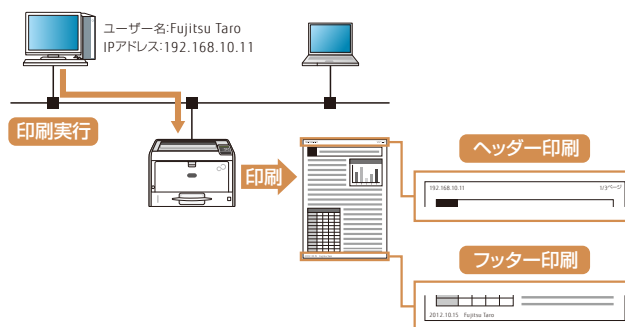 ユーザー名:Fujitsu Taro
IPアドレス:192.168.10.11
印刷実行
印刷
ヘッダー印刷
192.168.10.11 1/3ページ
フッター印刷
2012.10.15 Fujitsu Taro